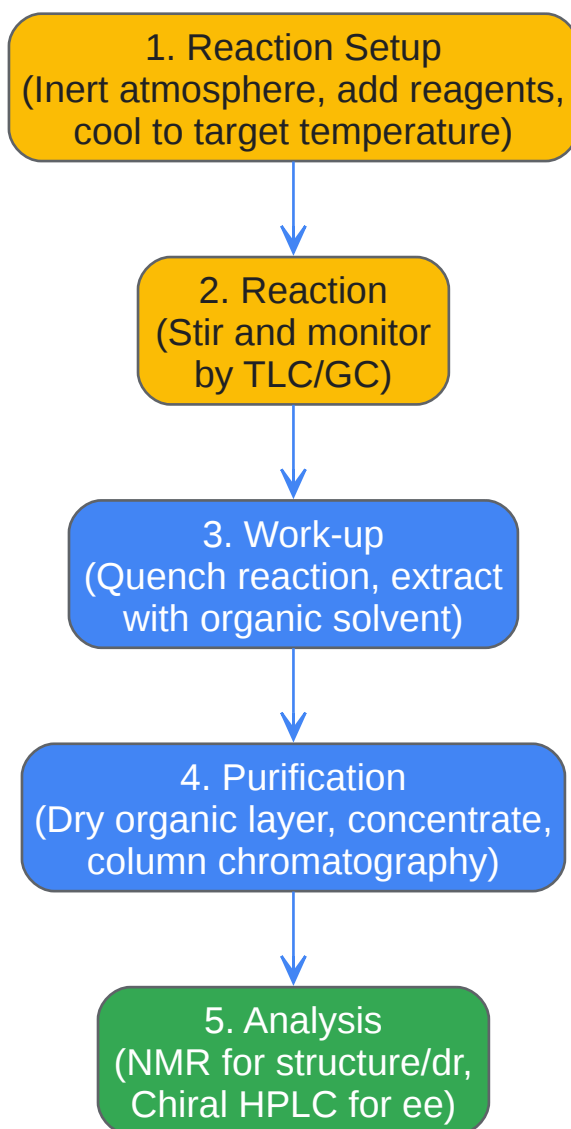 1. Reaction Setup
(Inert atmosphere, add reagents,
cool to target temperature)
2. Reaction
(Stir and monitor
by TLC/GC)
3. Work-up
(Quench reaction, extract
with organic solvent)
4. Purification
(Dry organic layer, concentrate,
column chromatography)
5. Analysis
(NMR for structure/dr,
Chiral HPLC for ee)